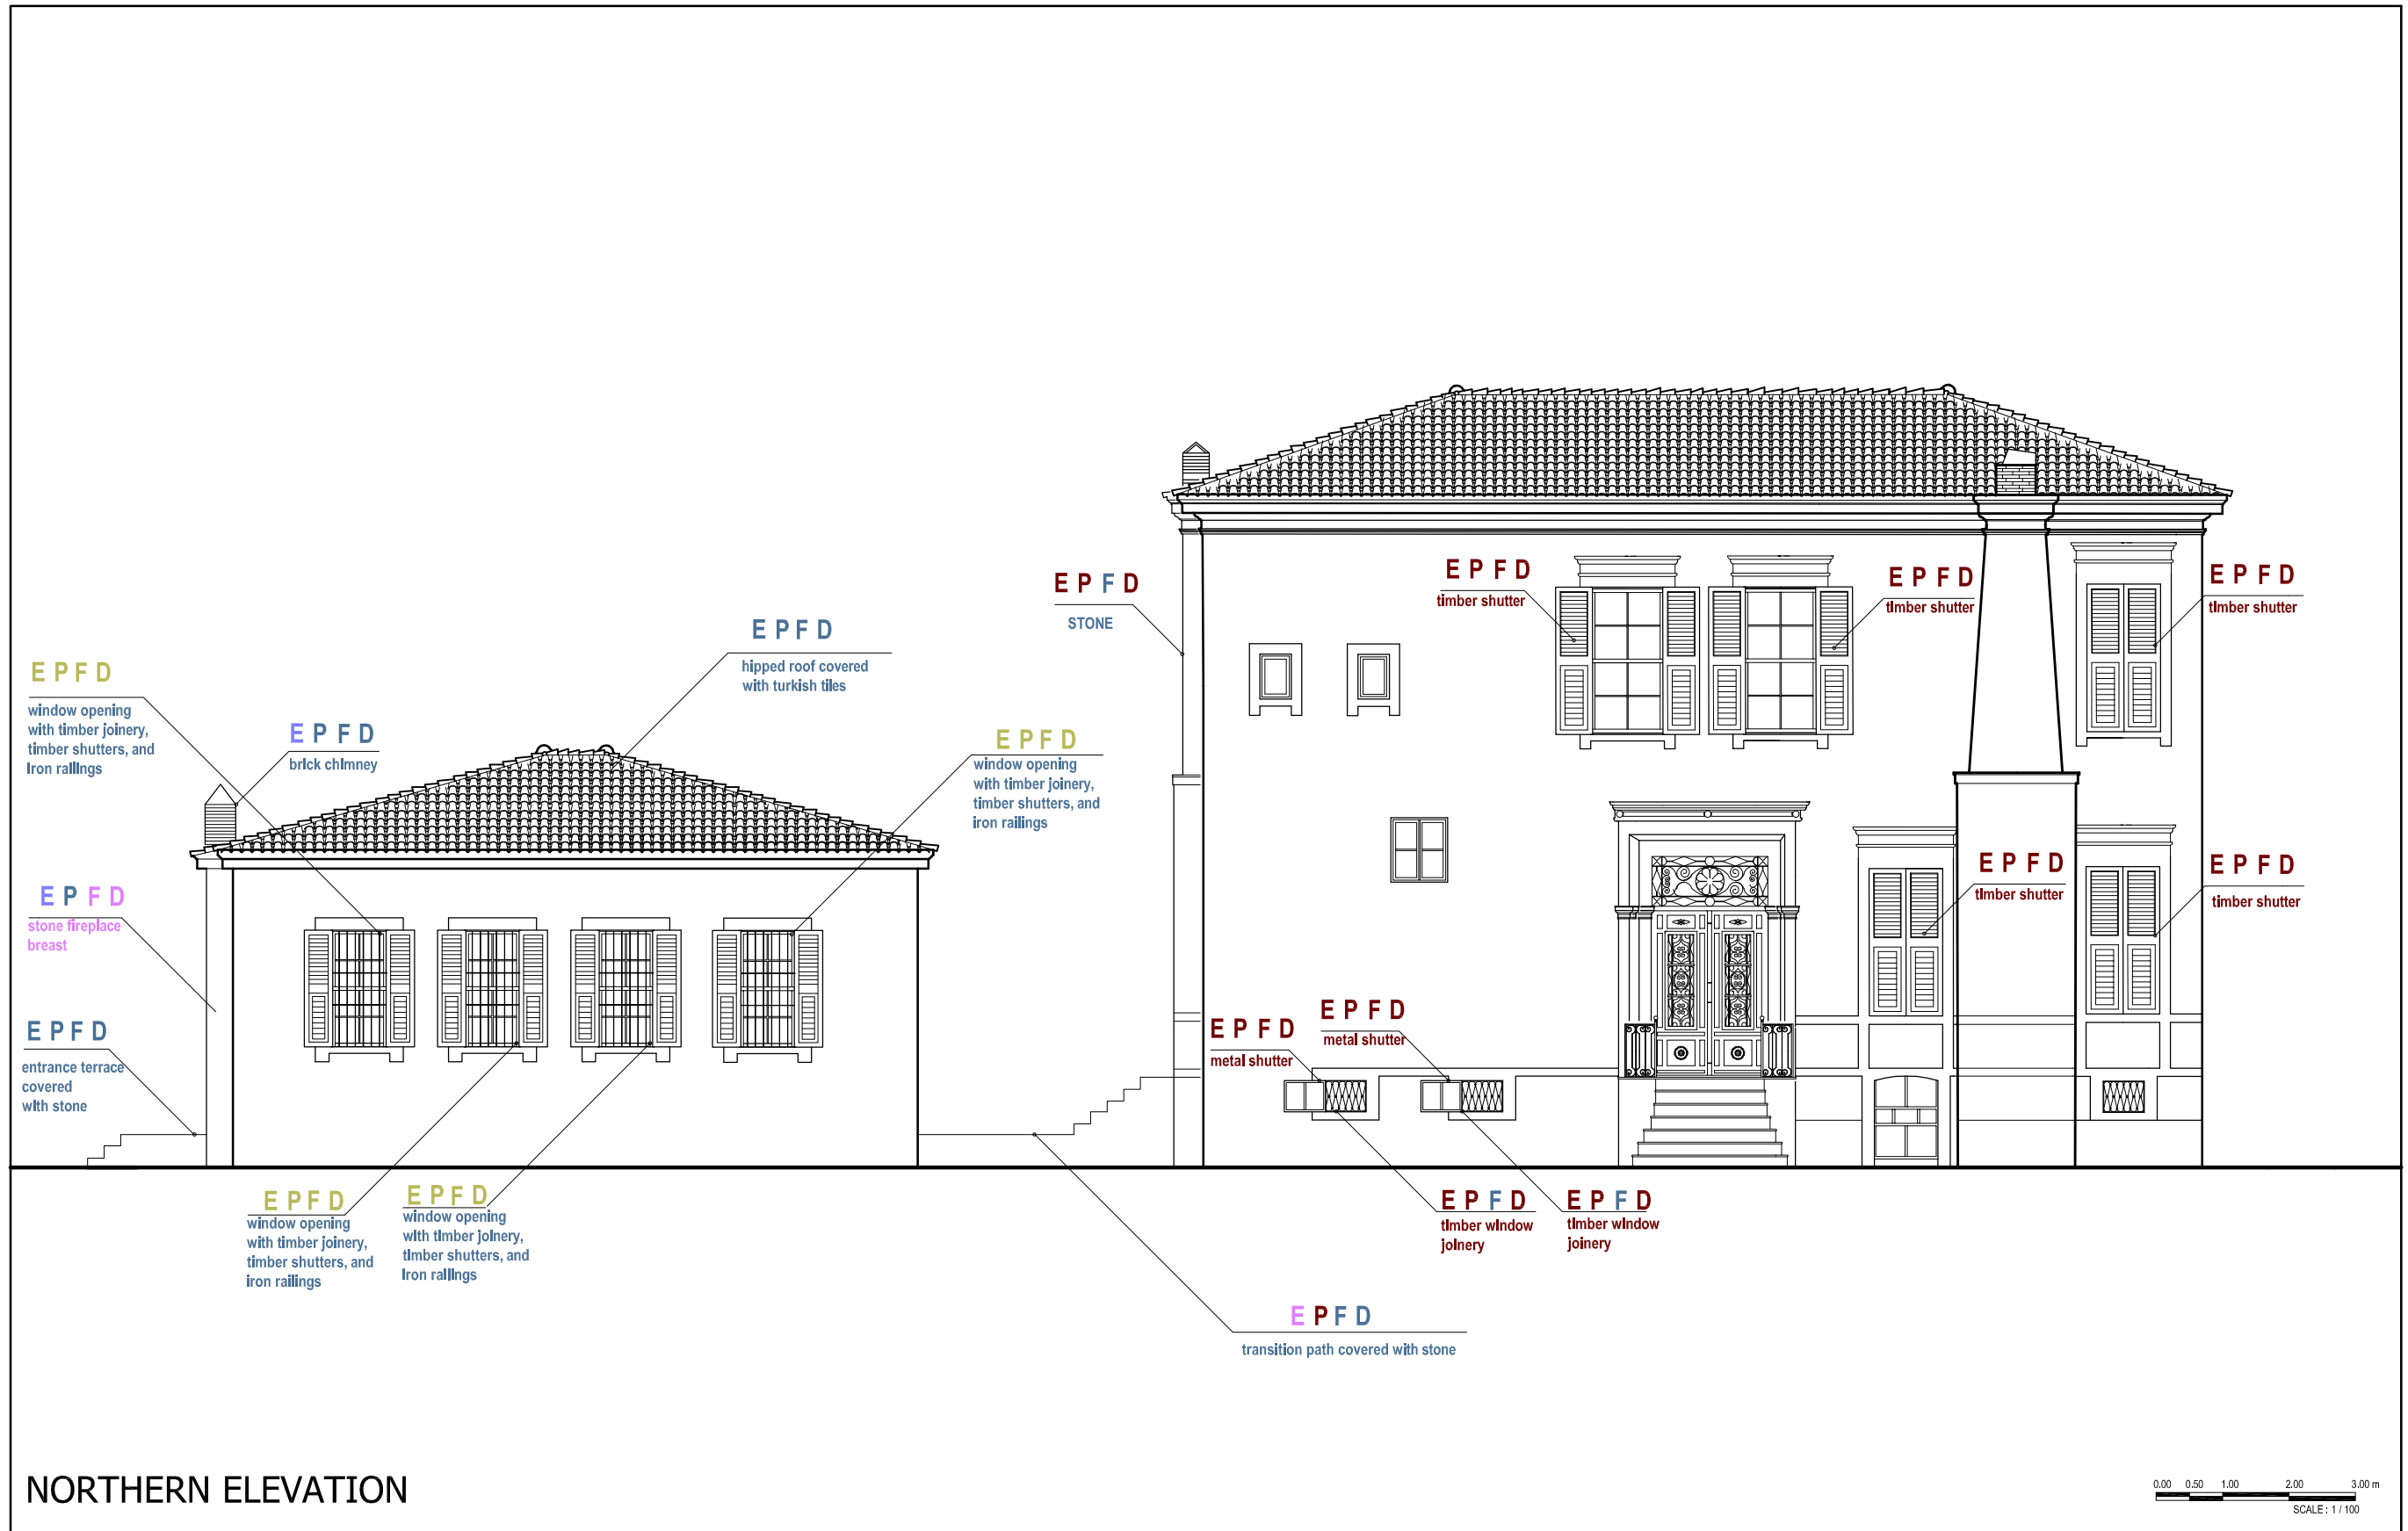 E P F D
STONE
E P F D
timber shutter
E P F D
timber shutter
E P F D
timber shutter
E P F D
hipped roof covered
with turkish tiles
E P F D
window opening
with timber joinery,
timber shutters, and
iron railings
E P F D
brick chimney
E P F D
window opening
with timber joinery,
timber shutters, and
iron railings
E P F D
timber shutter
E P F D
timber shutter
E P F D
stone fireplace
breast
E P F D
entrance terrace
covered
with stone
E P F D
metal shutter
E P F D
metal shutter
E P F D
window opening
with timber joinery,
timber shutters, and
iron railings
E P F D
window opening
with timber joinery,
timber shutters, and
iron railings
E P F D
timber window
joinery
E P F D
timber window
joinery
E P F D
transition path covered with stone
NORTHERN ELEVATION
0.00 0.50 1.00 2.00 3.00 m
SCALE : 1 / 100